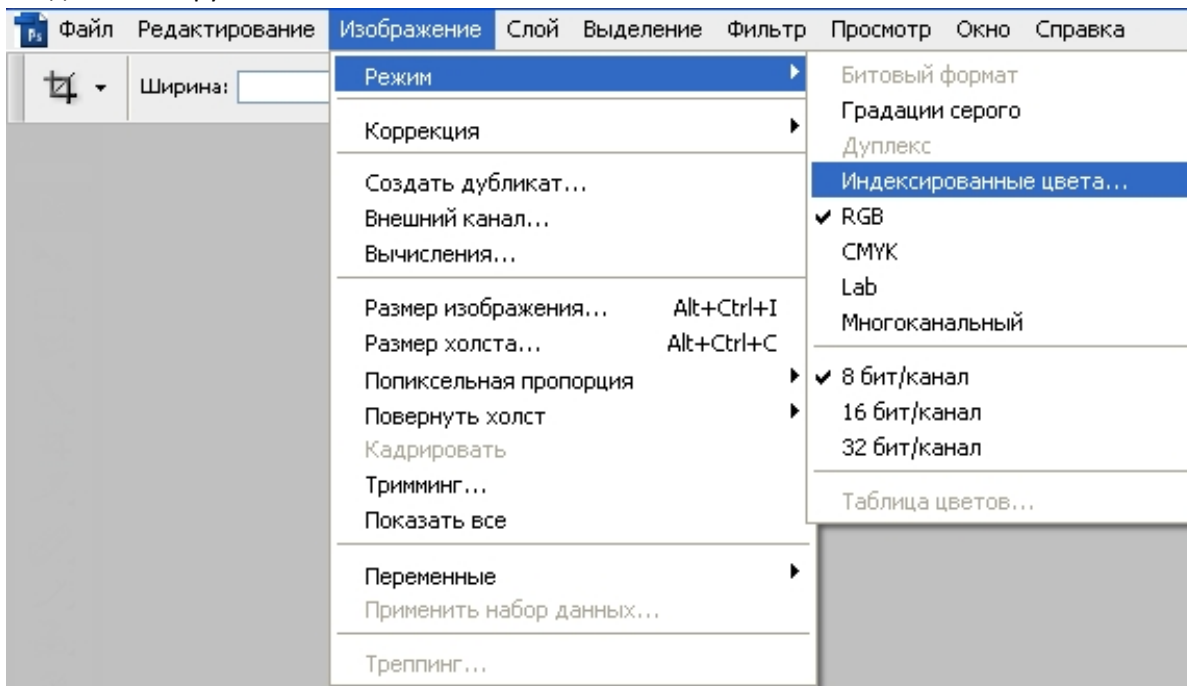 Ps Файл Редактирование Изображение Слой Выделение Фильтр Просмотр Окно Справка
Ширина:
Режим
Коррекция
Создать дубликат...
Внешний канал...
Вычисления...
Размер изображения... Alt+Ctrl+I
Размер холста... Alt+Ctrl+C
Попиксельная пропорция
Повернуть холст
Кадрировать
Тримминг...
Показать все
Переменные
Применить набор данных...
Треппинг...
Битовый формат
Градации серого
Дуплекс
Индексированные цвета...
RGB
CMYK
Lab
Многоканальный
8 бит/канал
16 бит/канал
32 бит/канал
Таблица цветов...